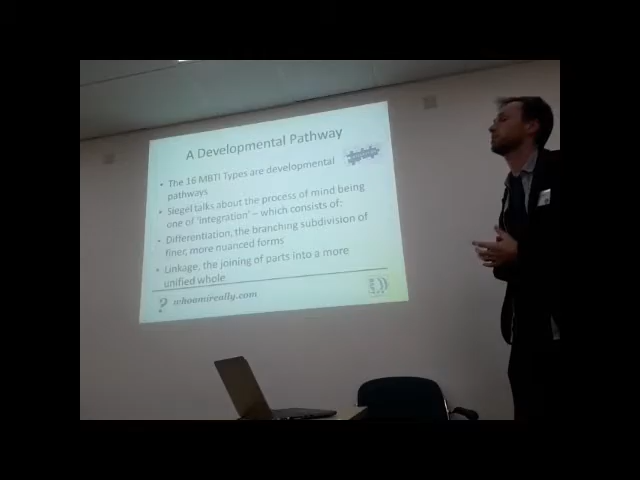 A Developmental Pathway
• The 16 MBTI Types are developmental
pathways
• Siegel talks about the process of mind being
one of 'Integration' – which consists of:
• Differentiation, the branching subdivision of
finer, more nuanced forms
• Linkage, the joining of parts into a more
unified whole
? whoamireally.com